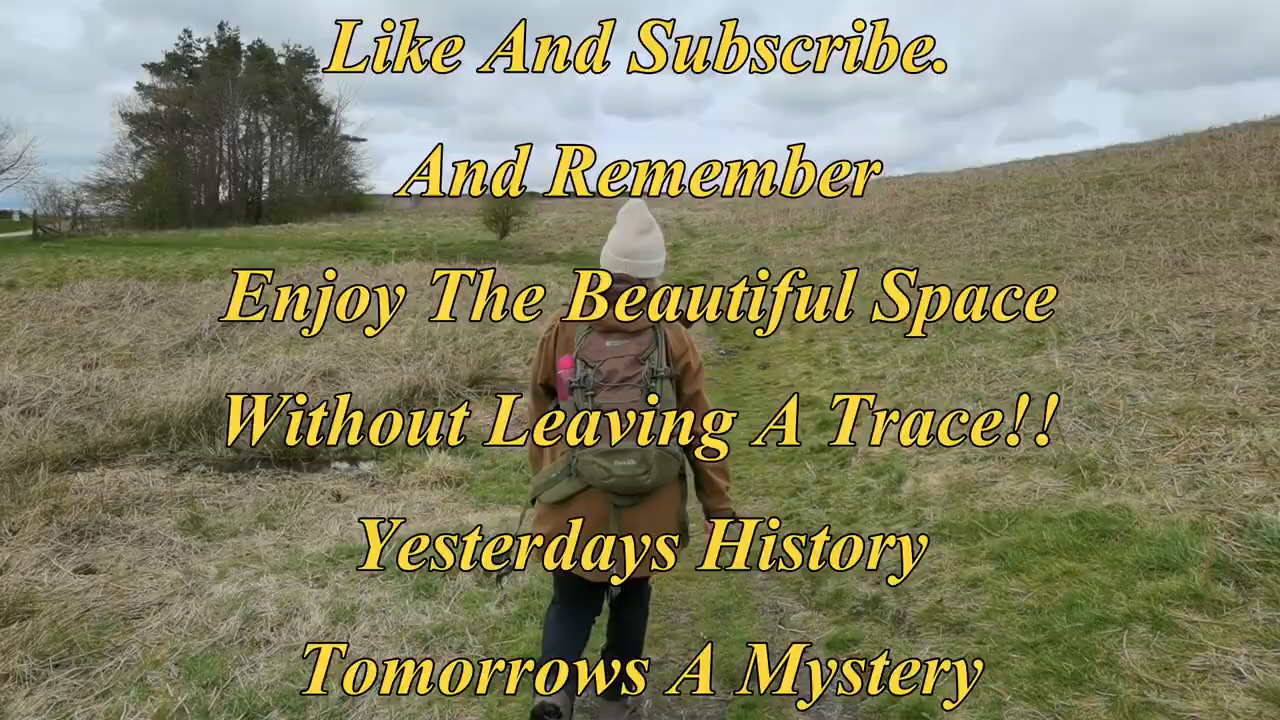 Like And Subscribe.
And Remember
Enjoy The Beautiful Space
Without Leaving A Trace!!
Yesterdays History
Tomorrows A Mystery